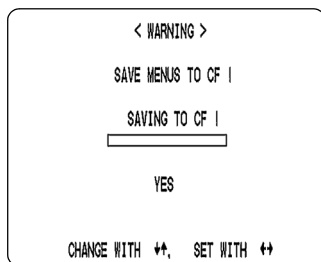 < WARNING >
SAVE MENUS TO CF |
SAVING TO CF |
YES
CHANGE WITH ↓↑, SET WITH ←→